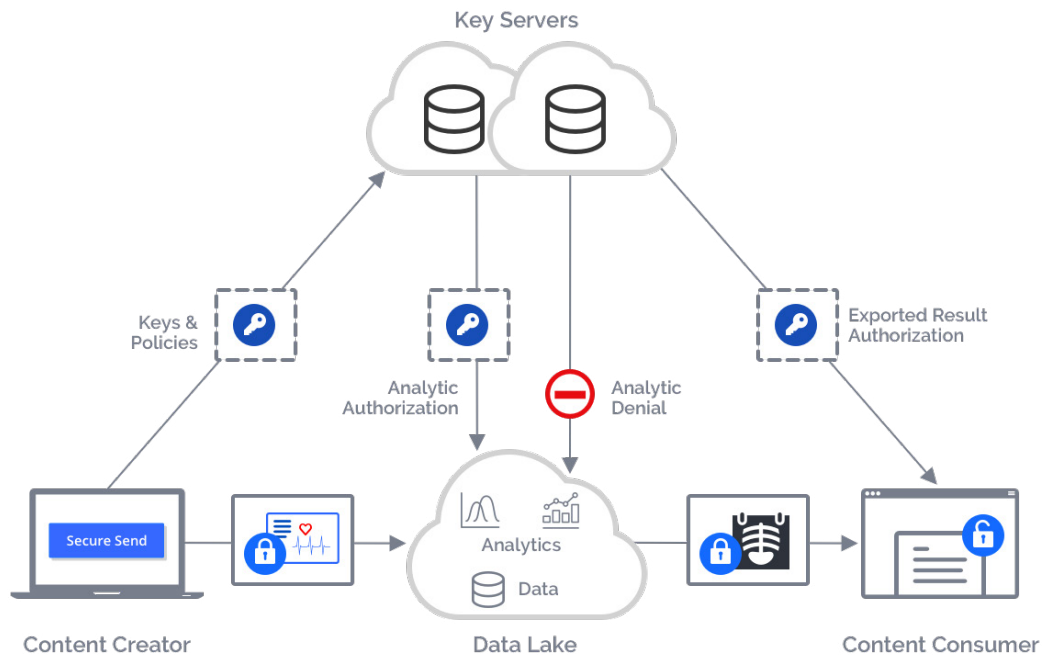 Key Servers
Keys &
Policies
Exported Result
Authorization
Analytic
Authorization
Analytic
Denial
Secure Send
Analytics
Data
Content Creator
Data Lake
Content Consumer